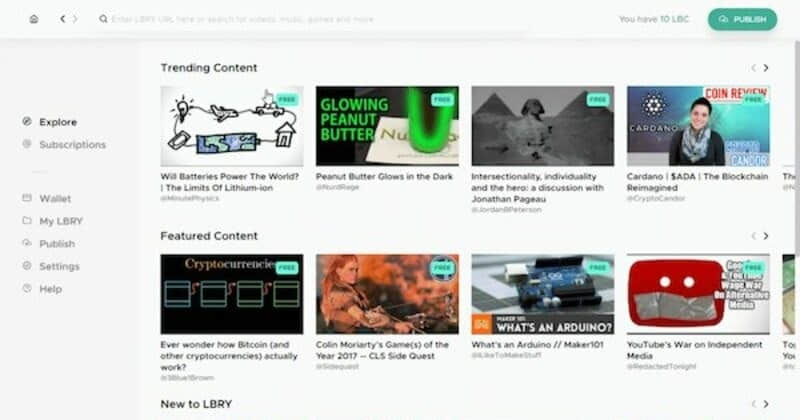 Enter LBRY URL here or search for videos, music, games and more
You have 10 LBC
PUBLISH
Explore
Subscriptions
Wallet
My LBRY
Publish
Settings
Help
Trending Content
FREE
Will Batteries Power The World?
| The Limits Of Lithium-ion
@MinutePhysics
GLOWING
PEANUT
BUTTER
FREE
Peanut Butter Glows in the Dark
@NurdRage
FREE
Intersectionality, individuality
and the hero: a discussion with
Jonathan Pageau
@JordanBPeterson
COIN REVIEW
FREE
CARDANO
CANDOR
Cardano | $ADA | The Blockchain
Reimagined
@CryptoCandor
Featured Content
Cryptocurrencies
FREE
Ever wonder how Bitcoin (and
other cryptocurrencies) actually
work?
@3Blue1Brown
FREE
Colin Moriarty's Game(s) of the
Year 2017 — CLS Side Quest
@Sidequest
FREE
MAKER 101
WHAT'S AN ARDUINO?
What's an Arduino // Maker101
@ILikeToMakeStuff
FREE
& YouTube
Wage War
On Alternative
Media
YouTube's War on Independent
Media
@RedactedTonight
New to LBRY